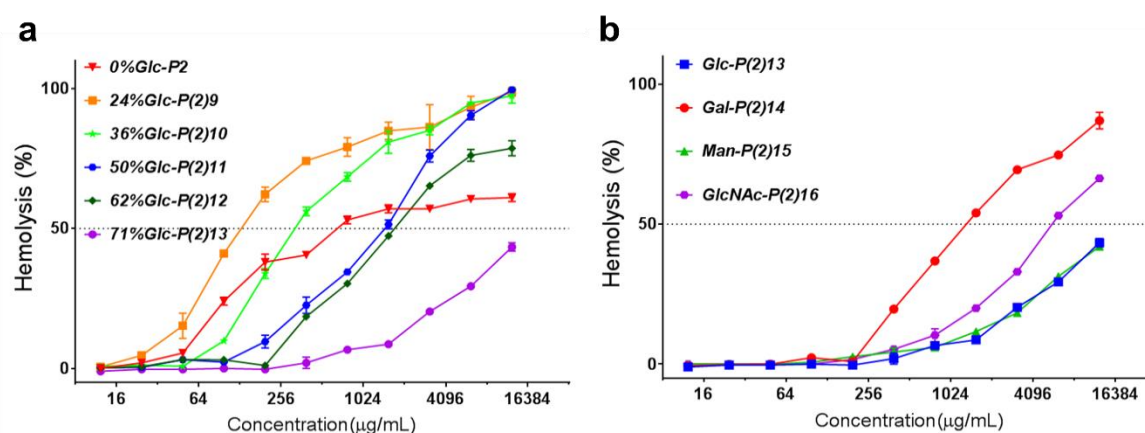 a
0%Glc-P2
24%Glc-P(2)9
36%Glc-P(2)10
50%Glc-P(2)11
62%Glc-P(2)12
71%Glc-P(2)13
Hemolysis (%)
100
50
0
16 64 256 1024 4096 16384
Concentration(μg/mL)
b
Glc-P(2)13
Gal-P(2)14
Man-P(2)15
GlcNAc-P(2)16
Hemolysis (%)
100
50
0
16 64 256 1024 4096 16384
Concentration(μg/mL)